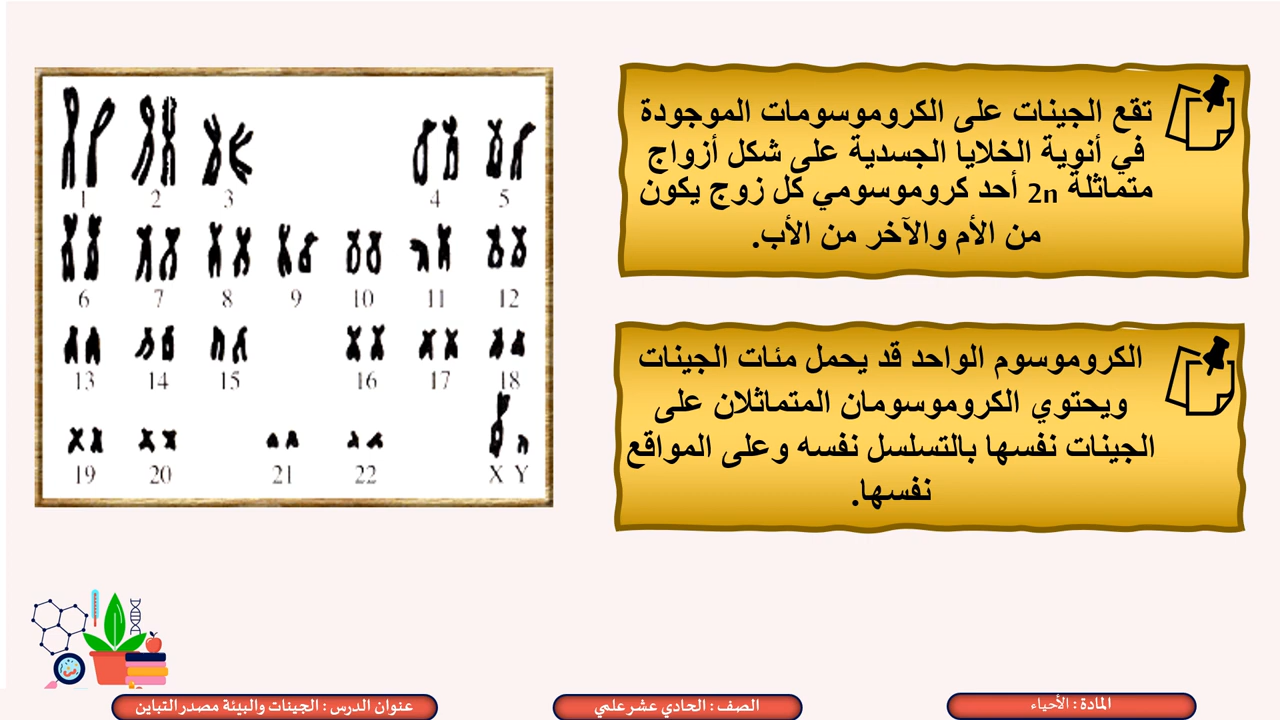 تقع الجينات على الكروموسومات الموجودة
في أنوية الخلايا الجسدية على شكل أزواج
متماثلة 2n أحد كروموسومي كل زوج يكون
من الأم والآخر من الأب.
الكروموسوم الواحد قد يحمل مئات الجينات
ويحتوي الكروموسومان المتماثلان على
الجينات نفسها بالتسلسل نفسه وعلى المواقع
نفسها.
1 2 3 4 5
6 7 8 9 10 11 12
13 14 15 16 17 18
19 20 21 22 X Y
المادة : الأحياء
الصف : الحادي عشر علمي
عنوان الدرس : الجينات والبيئة مصدر التباين